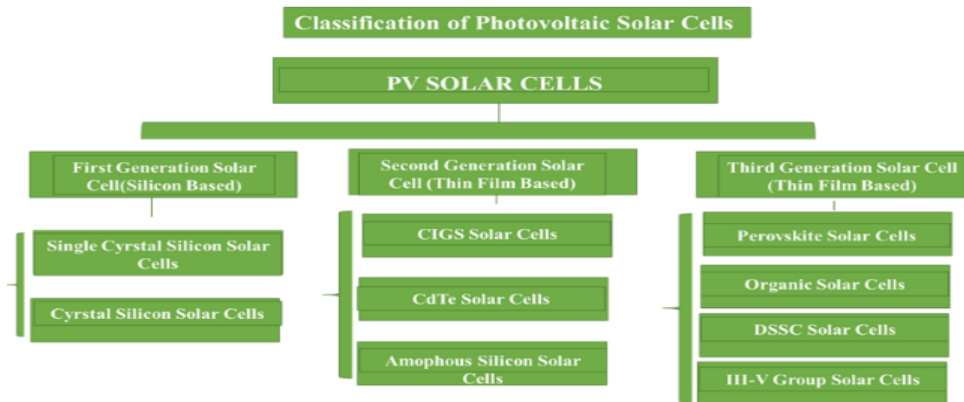 Classification of Photovoltaic Solar Cells
PV SOLAR CELLS
First Generation Solar
Cell(Silicon Based)
Single Cyrstal Silicon Solar
Cells
Cyrstal Silicon Solar Cells
Second Generation Solar
Cell (Thin Film Based)
CIGS Solar Cells
CdTe Solar Cells
Amophous Silicon Solar
Cells
Third Generation Solar Cell
(Thin Film Based)
Perovskite Solar Cells
Organic Solar Cells
DSSC Solar Cells
III-V Group Solar Cells